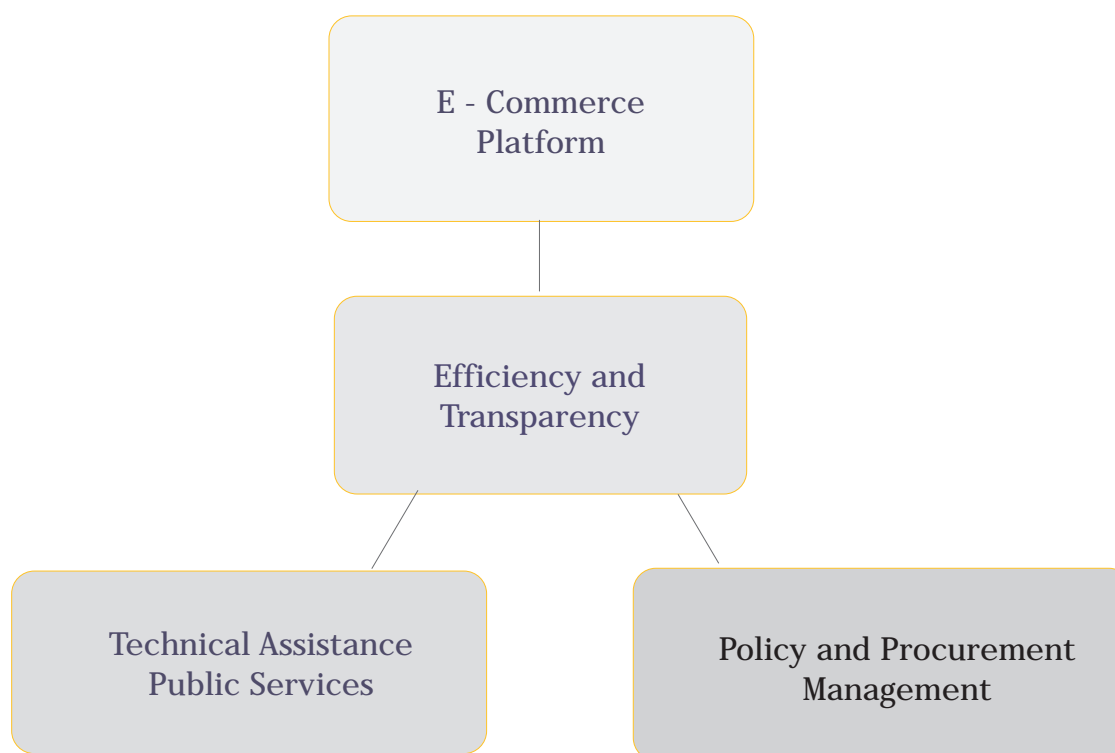 E - Commerce
Platform
Efficiency and
Transparency
Technical Assistance
Public Services
Policy and Procurement
Management